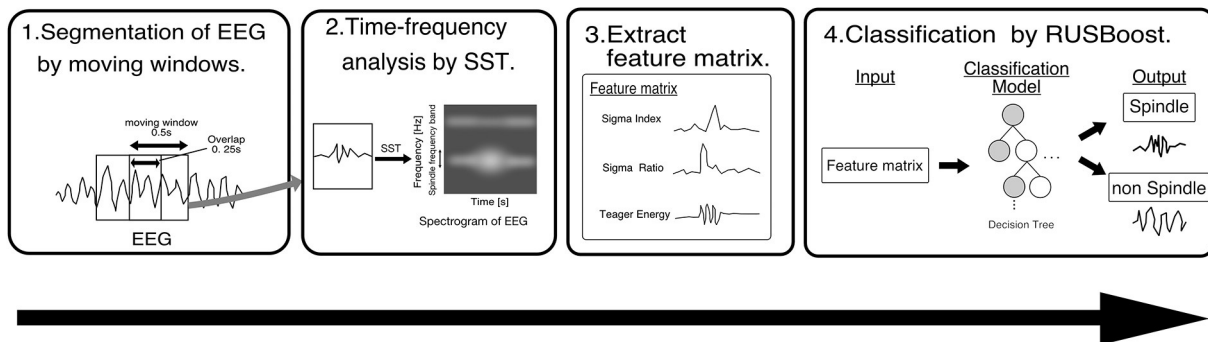 1.Segmentation of EEG
by moving windows.
moving window
0.5s
Overlap
0. 25s
EEG
2.Time-frequency
analysis by SST.
SST
Frequency [Hz]
Spindle frequency band
Time [s]
Spectrogram of EEG
3.Extract
feature matrix.
Feature matrix
Sigma Index
Sigma Ratio
Teager Energy
4.Classification by RUSBoost.
Input
Classification
Model
Output
Feature matrix
...
Decision Tree
Spindle
non Spindle